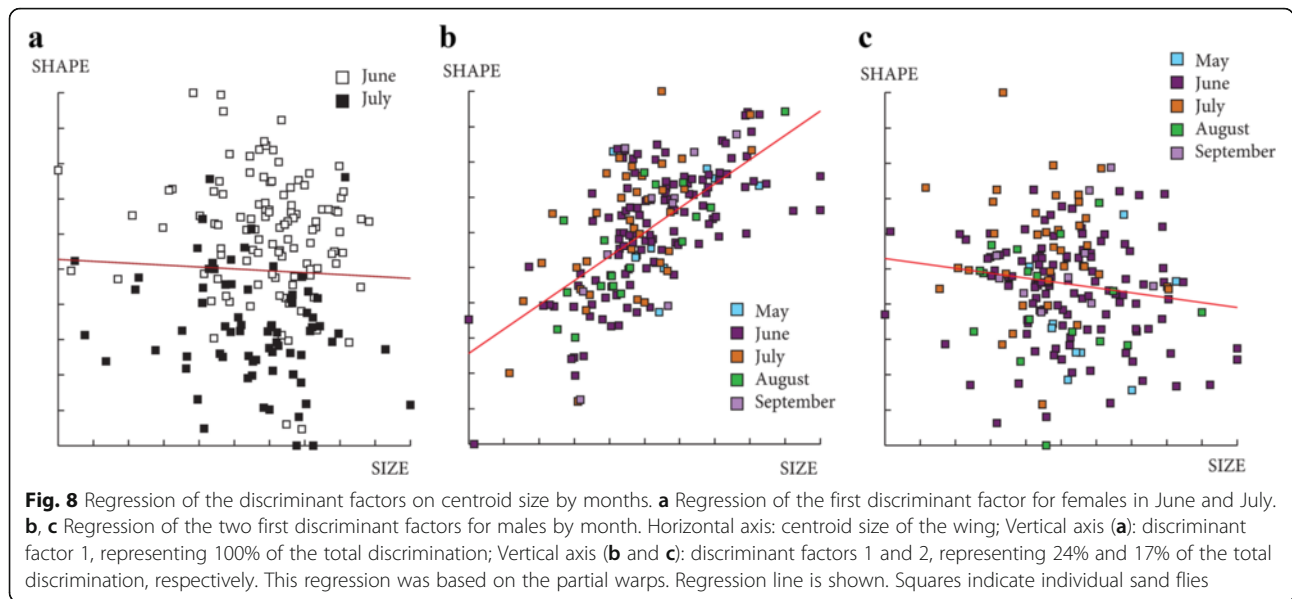 a
SHAPE
June
July
SIZE
b
SHAPE
May
June
July
August
September
SIZE
c
SHAPE
May
June
July
August
September
SIZE
Fig. 8 Regression of the discriminant factors on centroid size by months. a Regression of the first discriminant factor for females in June and July.
b, c Regression of the two first discriminant factors for males by month. Horizontal axis: centroid size of the wing; Vertical axis (a): discriminant
factor 1, representing 100% of the total discrimination; Vertical axis (b and c): discriminant factors 1 and 2, representing 24% and 17% of the total
discrimination, respectively. This regression was based on the partial warps. Regression line is shown. Squares indicate individual sand flies